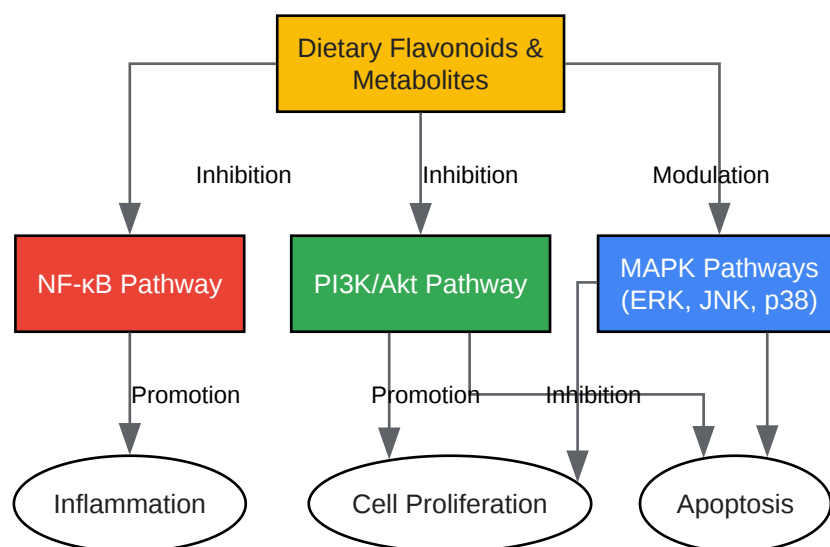 Dietary Flavonoids &
Metabolites
Inhibition
Inhibition
Modulation
NF-κB Pathway
PI3K/Akt Pathway
MAPK Pathways
(ERK, JNK, p38)
Promotion
Promotion
Inhibition
Inflammation
Cell Proliferation
Apoptosis